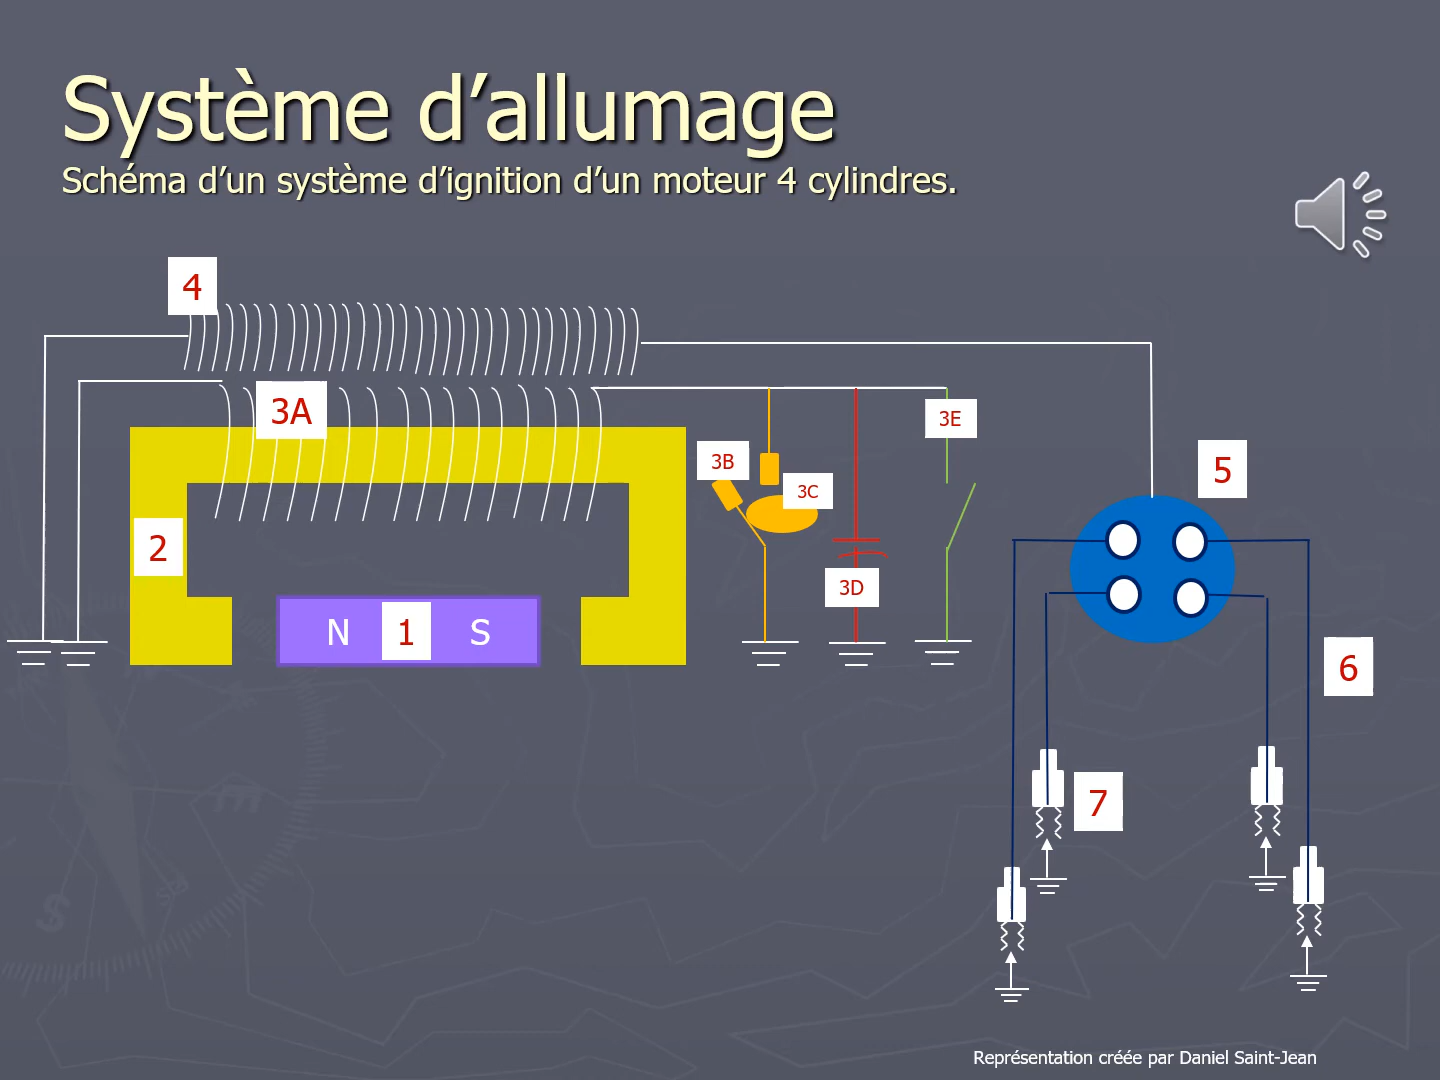 Système d’allumage
Schéma d’un système d’ignition d’un moteur 4 cylindres.
4
3A
3E
3B
3C
5
2
3D
N 1 S
6
7
Représentation créée par Daniel Saint-Jean